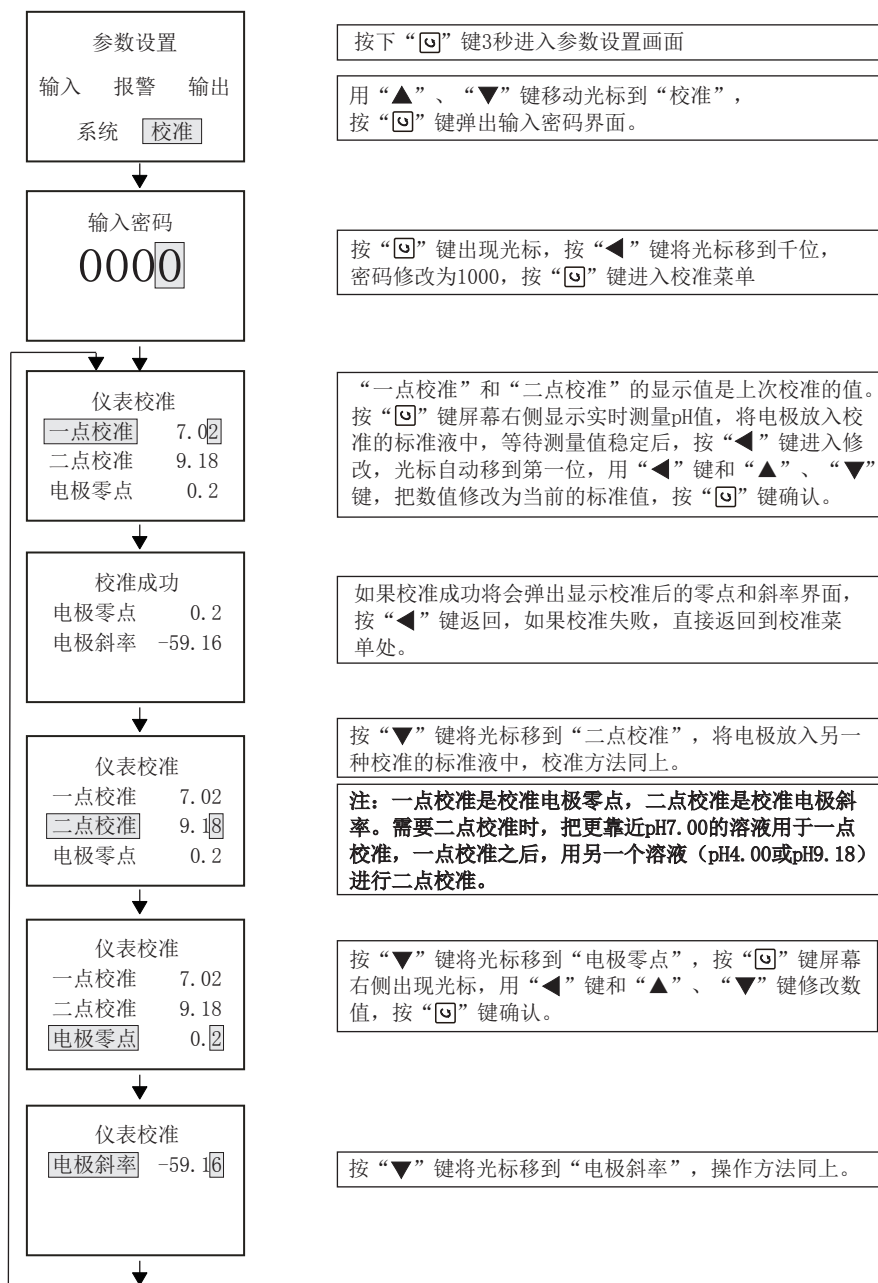 参数设置
输入 报警 输出
系统 校准
按下“”键3秒进入参数设置画面
用“▲”、“▼”键移动光标到“校准”，
按“”键弹出输入密码界面。
输入密码
0000
按“”键出现光标，按“◀”键将光标移到千位，
密码修改为1000，按“”键进入校准菜单
仪表校准
一点校准 7.02
二点校准 9.18
电极零点 0.2
“一点校准”和“二点校准”的显示值是上次校准的值。
按“”键屏幕右侧显示实时测量pH值，将电极放入校
准的标准液中，等待测量值稳定后，按“◀”键进入修
改，光标自动移到第一位，用“◀”键和“▲”、“▼”
键，把数值修改为当前的标准值，按“”键确认。
校准成功
电极零点 0.2
电极斜率 -59.16
如果校准成功将会弹出显示校准后的零点和斜率界面，
按“◀”键返回，如果校准失败，直接返回到校准菜
单处。
仪表校准
一点校准 7.02
二点校准 9.18
电极零点 0.2
按“▼”键将光标移到“二点校准”，将电极放入另一
种校准的标准液中，校准方法同上。
注：一点校准是校准电极零点，二点校准是校准电极斜
率。需要二点校准时，把更靠近pH7.00的溶液用于一点
校准，一点校准之后，用另一个溶液（pH4.00或pH9.18）
进行二点校准。
仪表校准
一点校准 7.02
二点校准 9.18
电极零点 0.2
按“▼”键将光标移到“电极零点”，按“”键屏幕
右侧出现光标，用“◀”键和“▲”、“▼”键修改数
值，按“”键确认。
仪表校准
电极斜率 -59.16
按“▼”键将光标移到“电极斜率”，操作方法同上。